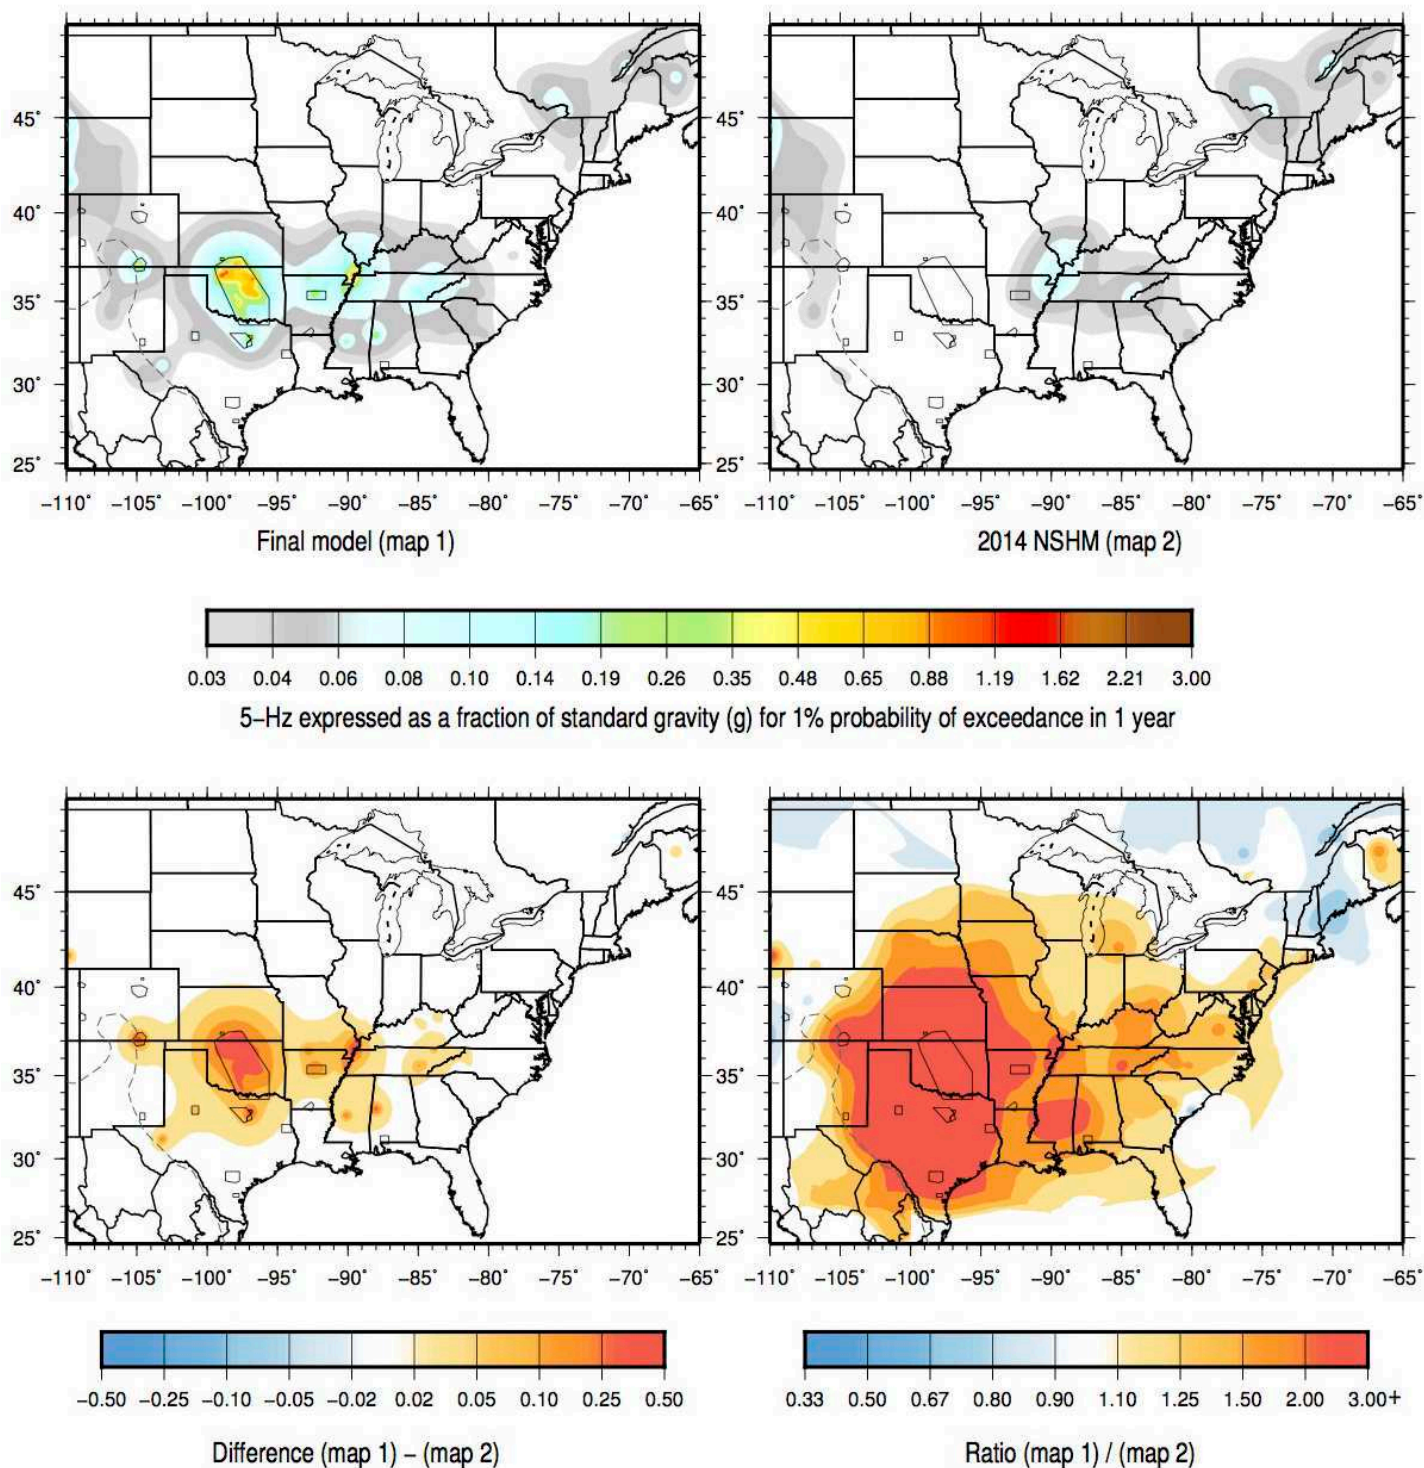 45° 45°
40° 40°
35° 35°
30° 30°
25° 25°
−110° −105° −100° −95° −90° −85° −80° −75° −70° −65° −110° −105° −100° −95° −90° −85° −80° −75° −70° −65°
Final model (map 1) 2014 NSHM (map 2)
0.03 0.04 0.06 0.08 0.10 0.14 0.19 0.26 0.35 0.48 0.65 0.88 1.19 1.62 2.21 3.00
5−Hz expressed as a fraction of standard gravity (g) for 1% probability of exceedance in 1 year
45° 45°
40° 40°
35° 35°
30° 30°
25° 25°
−110° −105° −100° −95° −90° −85° −80° −75° −70° −65° −110° −105° −100° −95° −90° −85° −80° −75° −70° −65°
−0.50 −0.25 −0.10 −0.05 −0.02 0.02 0.05 0.10 0.25 0.50 0.33 0.50 0.67 0.80 0.90 1.10 1.25 1.50 2.00 3.00+
Difference (map 1) − (map 2) Ratio (map 1) / (map 2)